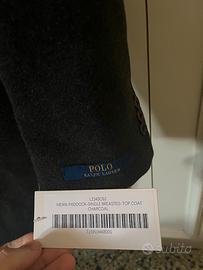 POLO
RALPH LAUREN
MENS PADDOCK-SINGLE BREASTED-TOP COAT
CHARCOAL
subito